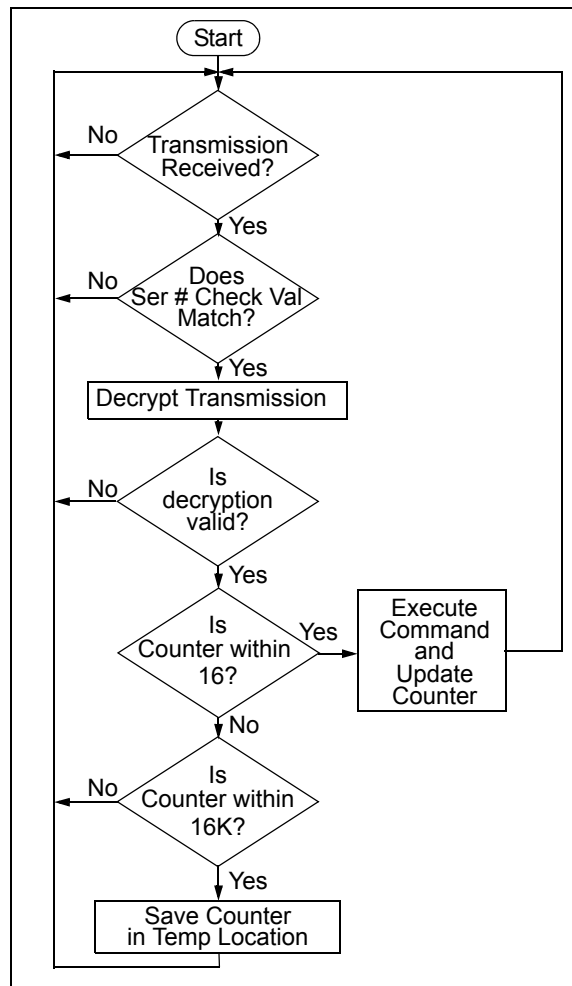 Start
No
Transmission
Received?
Yes
No
Does
Ser # Check Val
Match?
Yes
Decrypt Transmission
No
Is
decryption
valid?
Yes
Is
Counter within
16?
Yes
Execute
Command
and
Update
Counter
No
No
Is
Counter within
16K?
Yes
Save Counter
in Temp Location